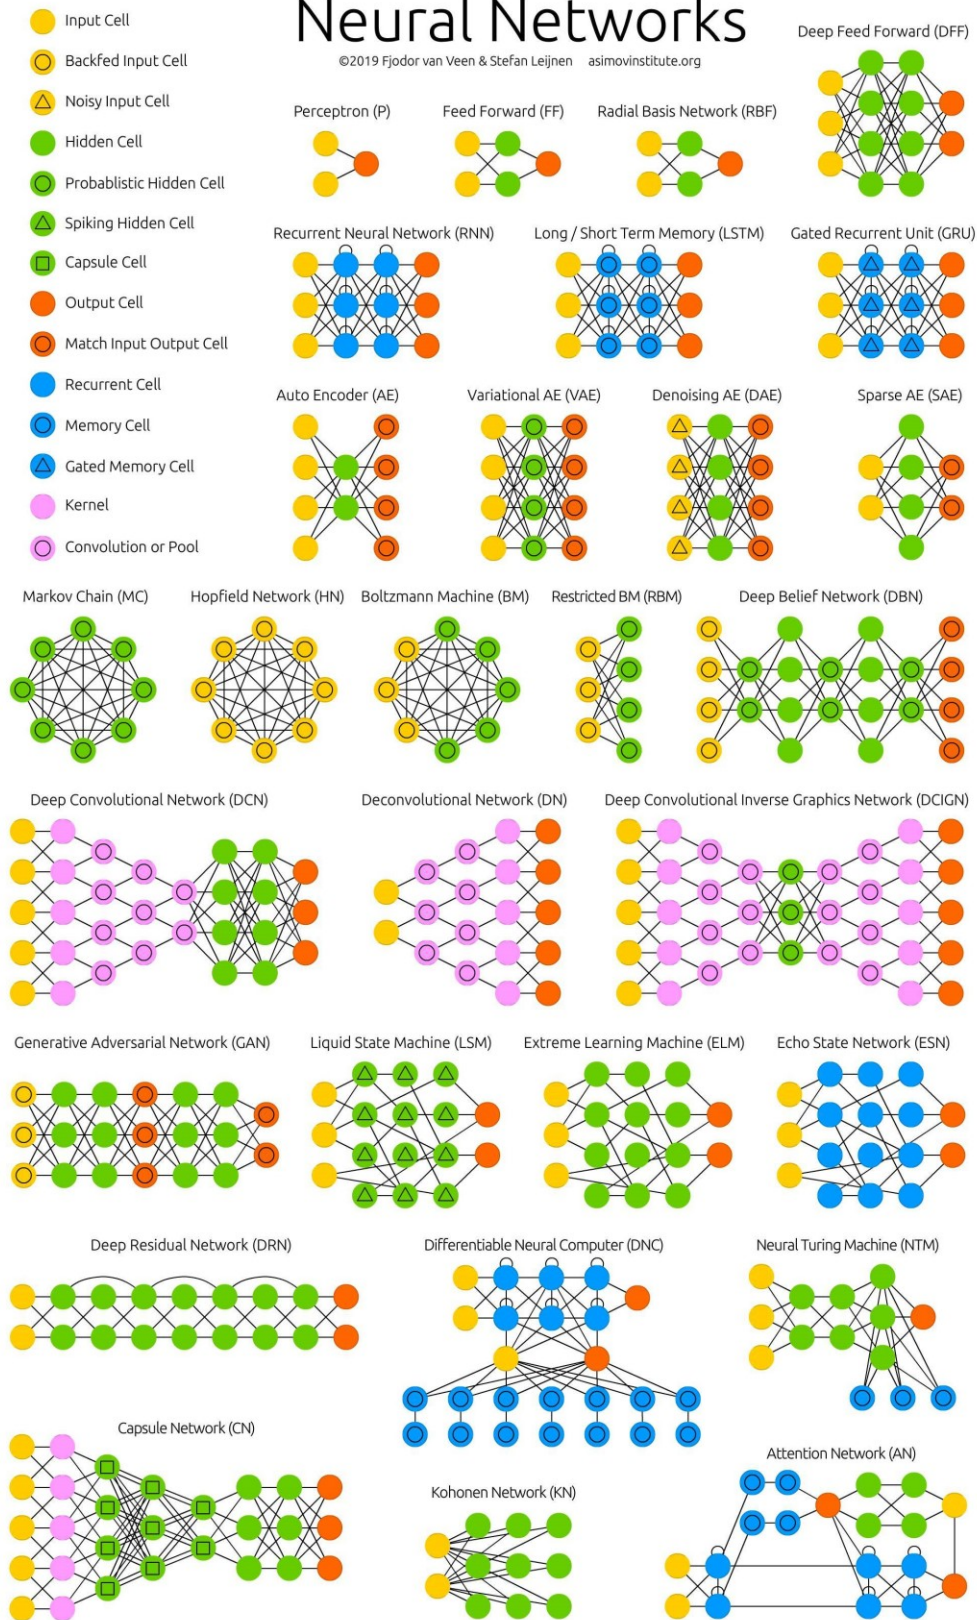 Neural Networks
©2019 Fjodor van Veen & Stefan Leijnen asimovinstitute.org
Input Cell
Backfed Input Cell
Noisy Input Cell
Hidden Cell
Probablistic Hidden Cell
Spiking Hidden Cell
Capsule Cell
Output Cell
Match Input Output Cell
Recurrent Cell
Memory Cell
Gated Memory Cell
Kernel
Convolution or Pool
Deep Feed Forward (DFF)
Perceptron (P)
Feed Forward (FF)
Radial Basis Network (RBF)
Recurrent Neural Network (RNN)
Long / Short Term Memory (LSTM)
Gated Recurrent Unit (GRU)
Auto Encoder (AE)
Variational AE (VAE)
Denoising AE (DAE)
Sparse AE (SAE)
Markov Chain (MC)
Hopfield Network (HN)
Boltzmann Machine (BM)
Restricted BM (RBM)
Deep Belief Network (DBN)
Deep Convolutional Network (DCN)
Deconvolutional Network (DN)
Deep Convolutional Inverse Graphics Network (DCIGN)
Generative Adversarial Network (GAN)
Liquid State Machine (LSM)
Extreme Learning Machine (ELM)
Echo State Network (ESN)
Deep Residual Network (DRN)
Differentiable Neural Computer (DNC)
Neural Turing Machine (NTM)
Capsule Network (CN)
Kohonen Network (KN)
Attention Network (AN)